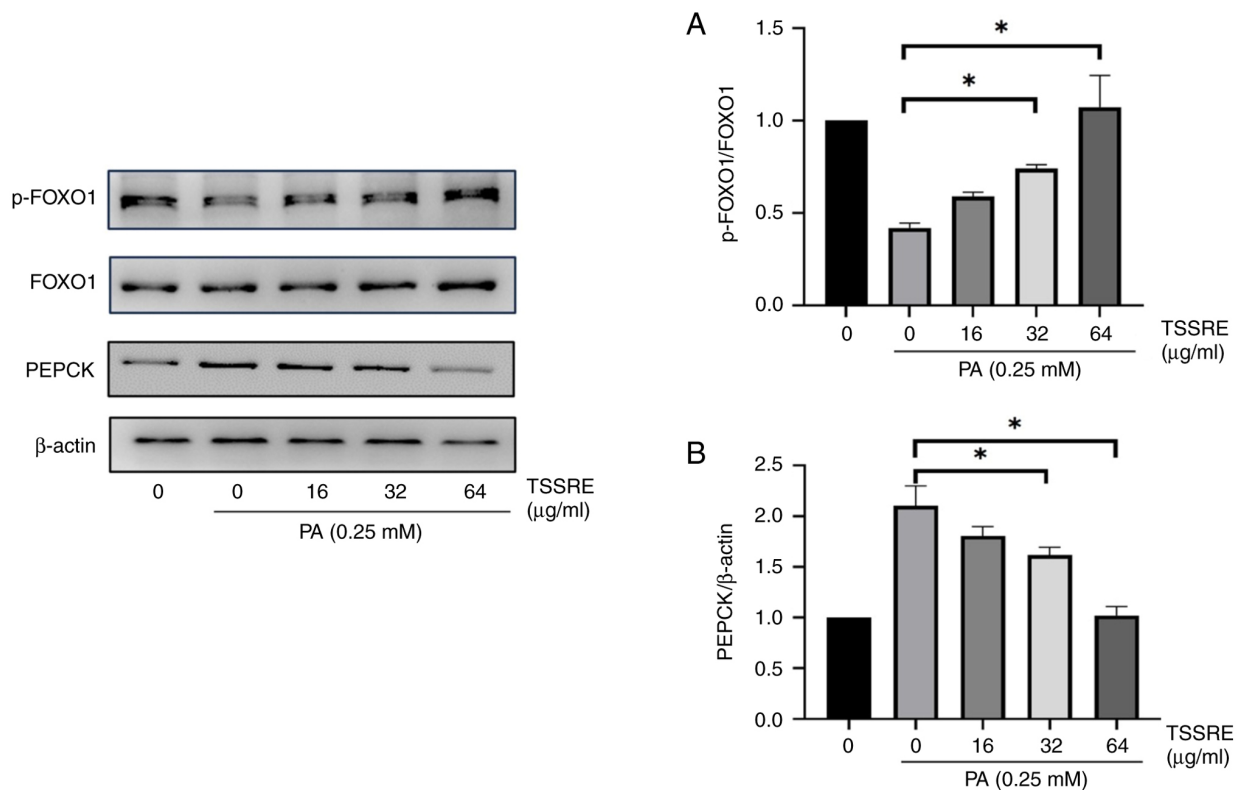 p-FOXO1
FOXO1
PEPCK
β-actin
0 0 16 32 64 TSSRE
(μg/ml)
PA (0.25 mM)
A
p-FOXO1/FOXO1
1.5
1.0
0.5
0.0
*
*
0 0 16 32 64 TSSRE
(μg/ml)
PA (0.25 mM)
B
PEPCK/β-actin
2.5
2.0
1.5
1.0
0.5
0.0
*
*
0 0 16 32 64 TSSRE
(μg/ml)
PA (0.25 mM)